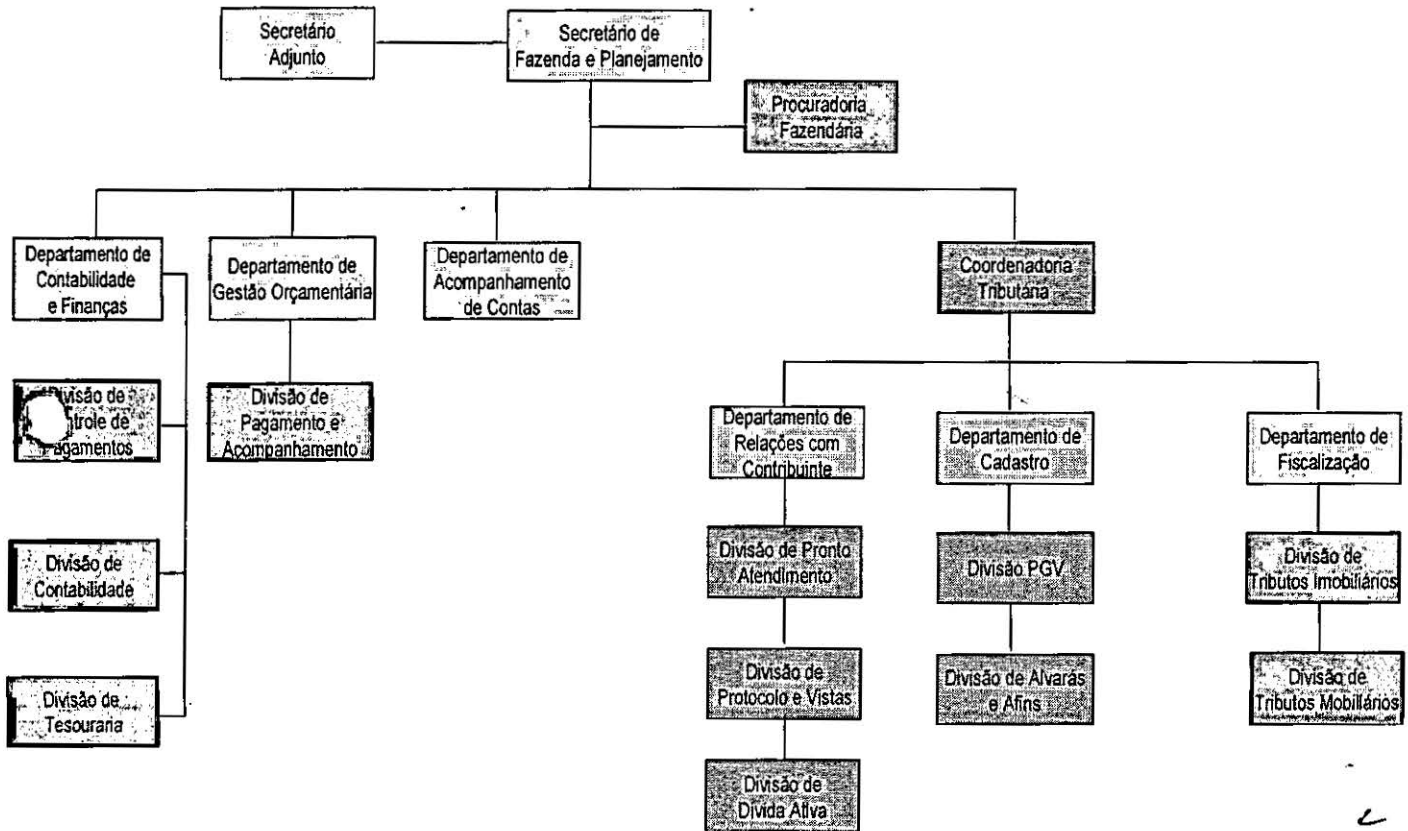 Secretário
Adjunto
Secretário de
Fazenda e Planejamento
Procuradoria
Fazendária
Departamento de
Contabilidade
e Finanças
Departamento de
Gestão Orçamentária
Departamento de
Acompanhamento
de Contas
Coordenadoria
Tributária
Divisão de
Pagamento e
Acompanhamento
Departamento de
Relações com
Contribuinte
Departamento de
Cadastro
Departamento de
Fiscalização
Divisão de
Contabilidade
Divisão de Pronto
Atendimento
Divisão PGV
Divisão de
Tributos Imobiliários
Divisão de
Tesouraria
Divisão de
Protocolo e Vistas
Divisão de Alvarás
e Afins
Divisão de
Tributos Mobiliários
Divisão de
Divida Ativa